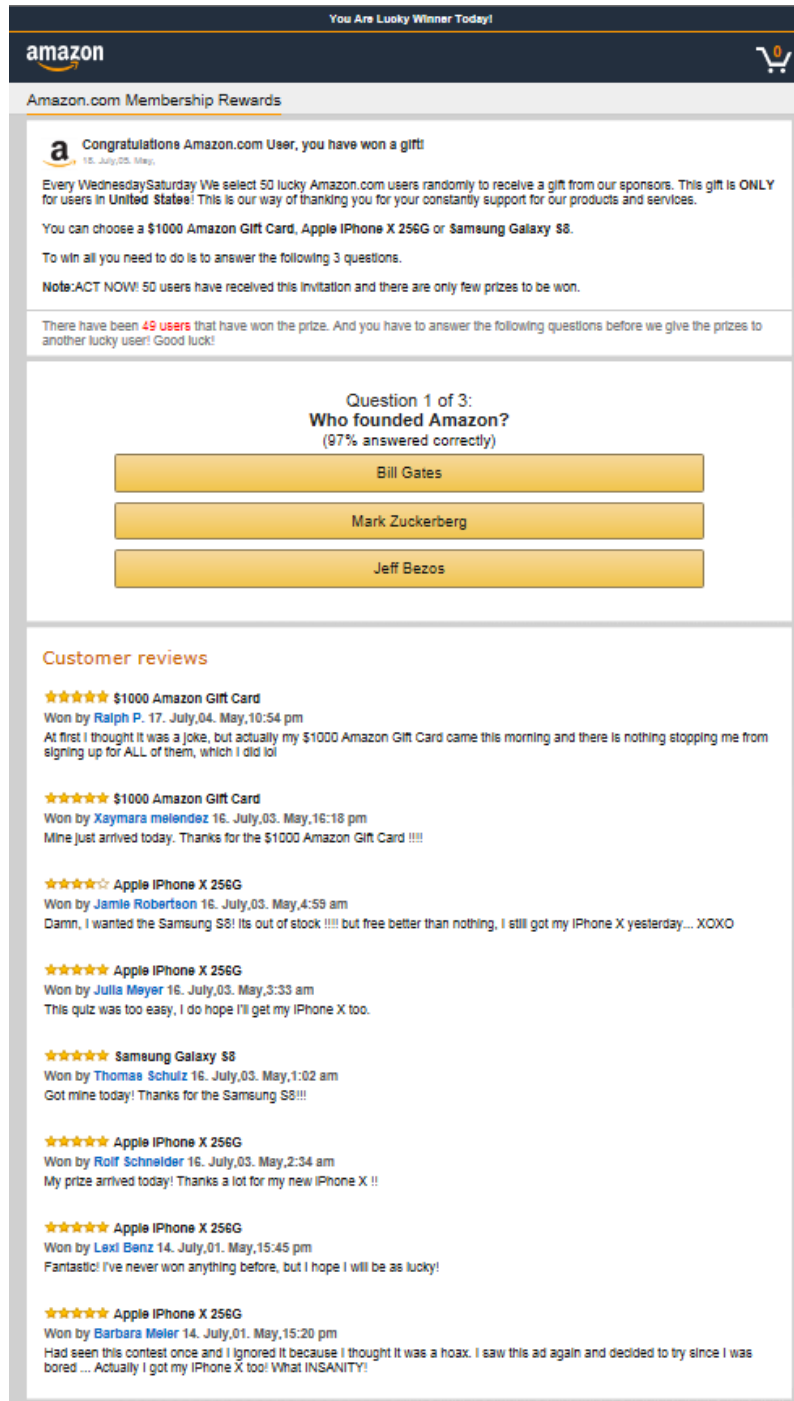 You Are Lucky Winner Today!
amazon
0
Amazon.com Membership Rewards
a
Congratulations Amazon.com User, you have won a gift!
15. July,05. May,
Every WednesdaySaturday We select 50 lucky Amazon.com users randomly to receive a gift from our sponsors. This gift is ONLY
for users in United States! This is our way of thanking you for your constantly support for our products and services.
You can choose a $1000 Amazon Gift Card, Apple iPhone X 256G or Samsung Galaxy S8.
To win all you need to do is to answer the following 3 questions.
Note:ACT NOW! 50 users have received this invitation and there are only few prizes to be won.
There have been 49 users that have won the prize. And you have to answer the following questions before we give the prizes to
another lucky user! Good luck!
Question 1 of 3:
Who founded Amazon?
(97% answered correctly)
Bill Gates
Mark Zuckerberg
Jeff Bezos
Customer reviews
$1000 Amazon Gift Card
Won by Ralph P. 17. July,04. May,10:54 pm
At first I thought it was a joke, but actually my $1000 Amazon Gift Card came this morning and there is nothing stopping me from
signing up for ALL of them, which I did lol
$1000 Amazon Gift Card
Won by Xaymara melendez 16. July,03. May,16:18 pm
Mine just arrived today. Thanks for the $1000 Amazon Gift Card !!!!
Apple iPhone X 256G
Won by Jamie Robertson 16. July,03. May,4:59 am
Damn, I wanted the Samsung S8! Its out of stock !!!! but free better than nothing, I still got my iPhone X yesterday... XOXO
Apple iPhone X 256G
Won by Julia Meyer 16. July,03. May,3:33 am
This quiz was too easy, I do hope I'll get my iPhone X too.
Samsung Galaxy S8
Won by Thomas Schulz 16. July,03. May,1:02 am
Got mine today! Thanks for the Samsung S8!!!
Apple iPhone X 256G
Won by Rolf Schneider 16. July,03. May,2:34 am
My prize arrived today! Thanks a lot for my new iPhone X !!
Apple iPhone X 256G
Won by Lexi Benz 14. July,01. May,15:45 pm
Fantastic! I've never won anything before, but I hope I will be as lucky!
Apple iPhone X 256G
Won by Barbara Meier 14. July,01. May,15:20 pm
Had seen this contest once and I ignored it because I thought it was a hoax. I saw this ad again and decided to try since I was
bored ... Actually I got my iPhone X too! What INSANITY!